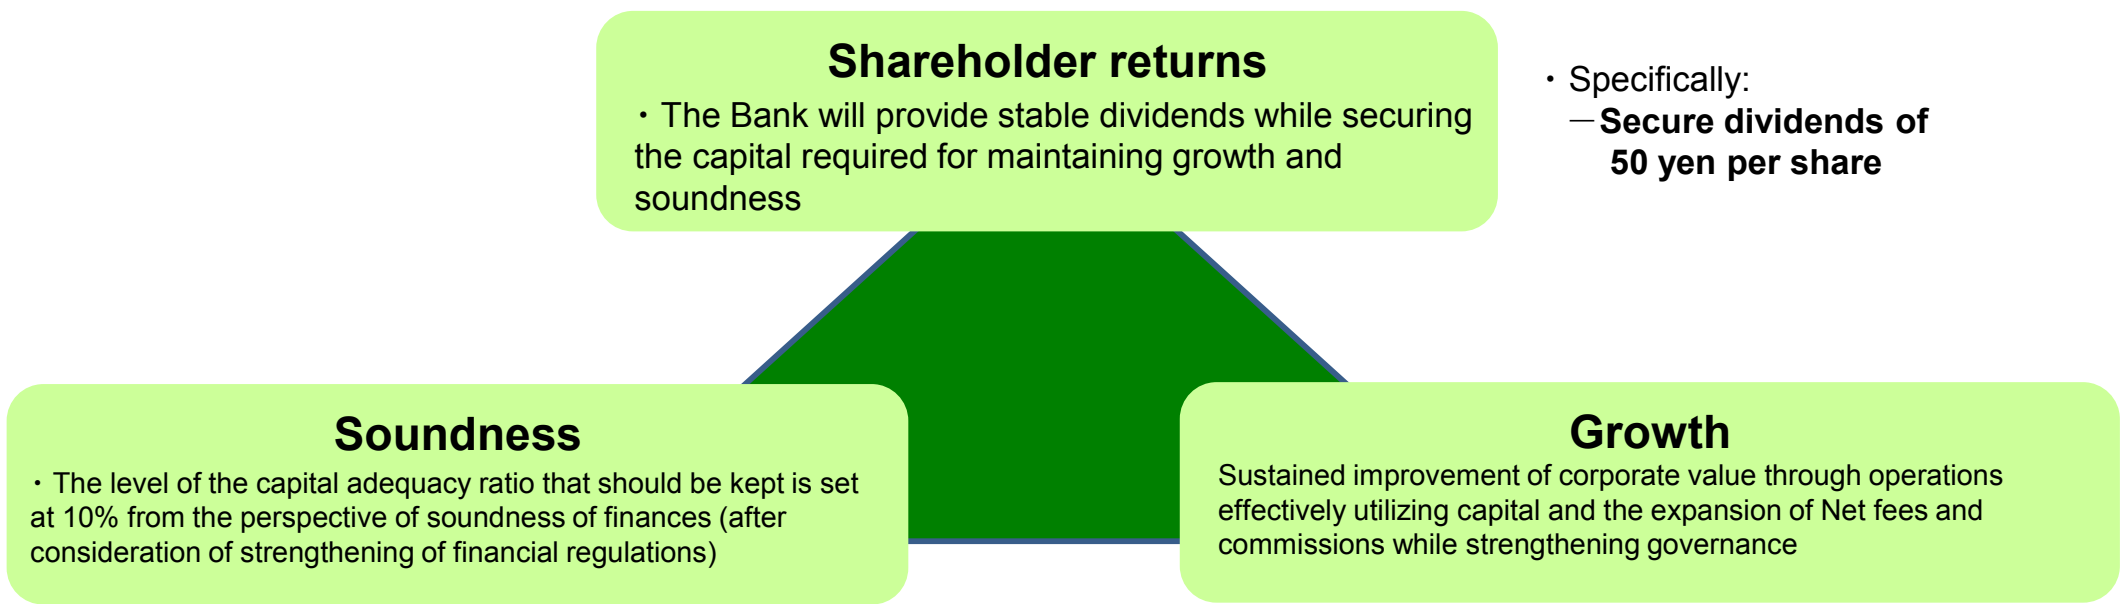 Shareholder returns
・The Bank will provide stable dividends while securing
the capital required for maintaining growth and
soundness
・Specifically:
－Secure dividends of
50 yen per share
Soundness
・The level of the capital adequacy ratio that should be kept is set
at 10% from the perspective of soundness of finances (after
consideration of strengthening of financial regulations)
Growth
Sustained improvement of corporate value through operations
effectively utilizing capital and the expansion of Net fees and
commissions while strengthening governance